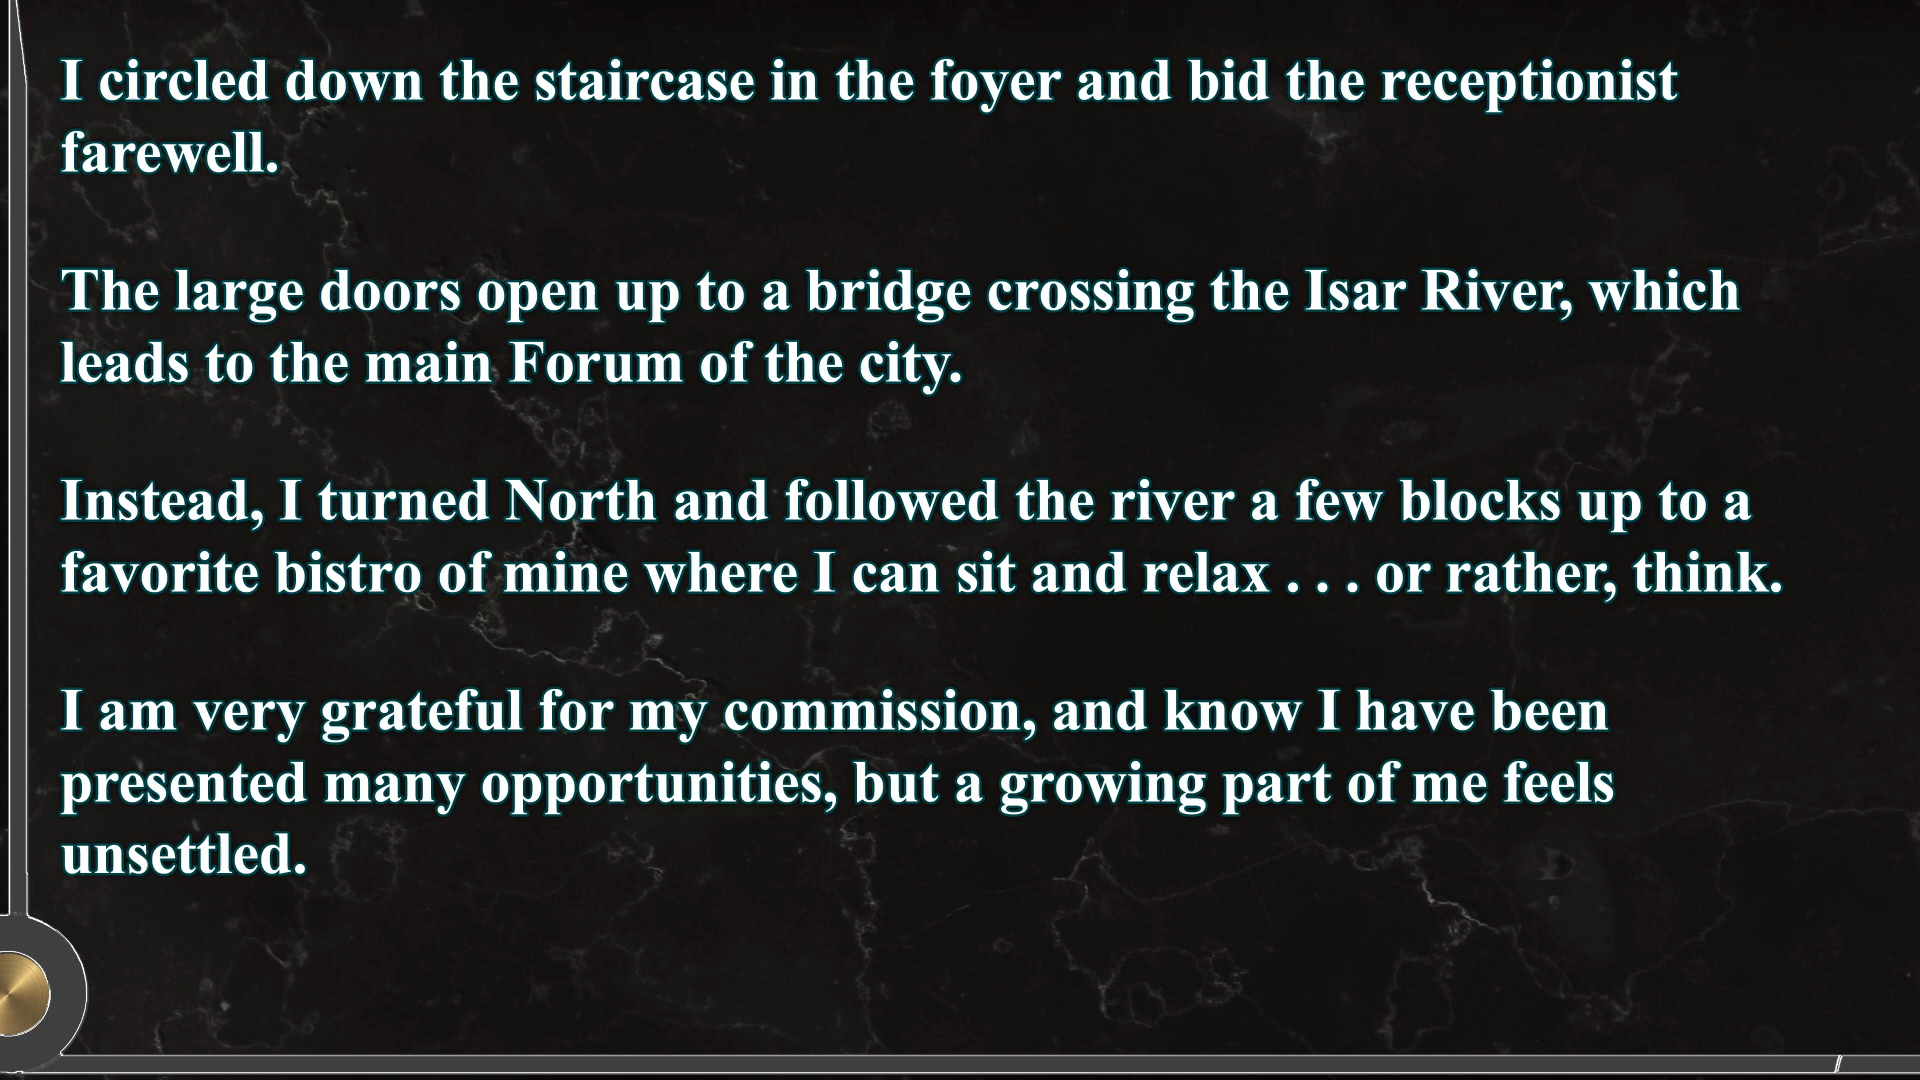 I circled down the staircase in the foyer and bid the receptionist
farewell.
The large doors open up to a bridge crossing the Isar River, which
leads to the main Forum of the city.
Instead, I turned North and followed the river a few blocks up to a
favorite bistro of mine where I can sit and relax . . . or rather, think.
I am very grateful for my commission, and know I have been
presented many opportunities, but a growing part of me feels
unsettled.